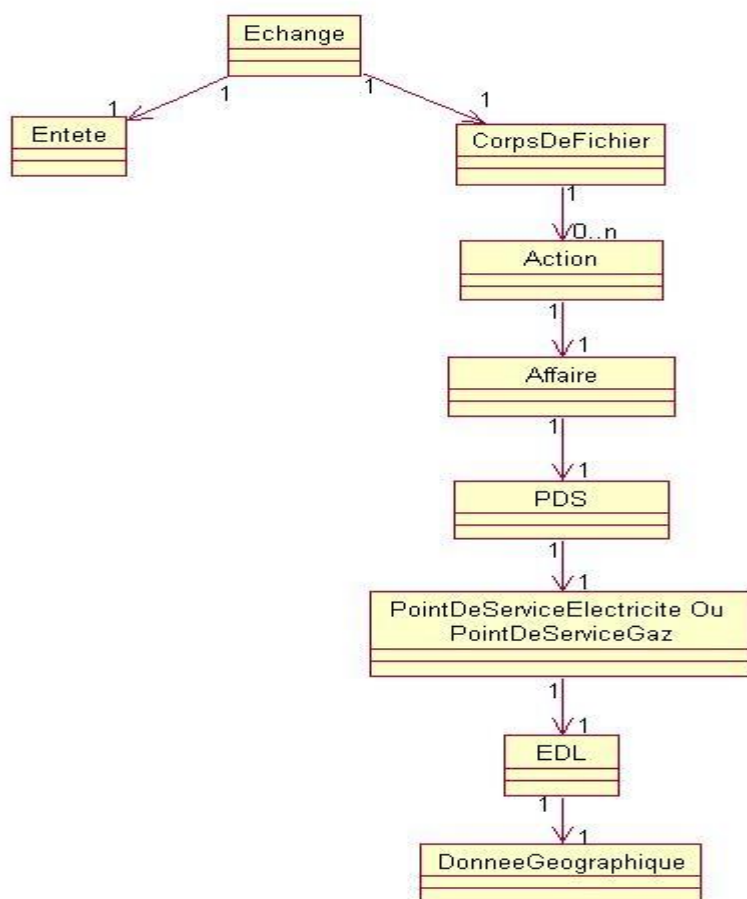 Echange
1 1 1 1
Entete
CorpsDeFichier
1
0..n
Action
1 1
Affaire
1 1
PDS
1 1
PointDeServiceElectricite Ou
PointDeServiceGaz
1 1
EDL
1 1
DonneeGeographique